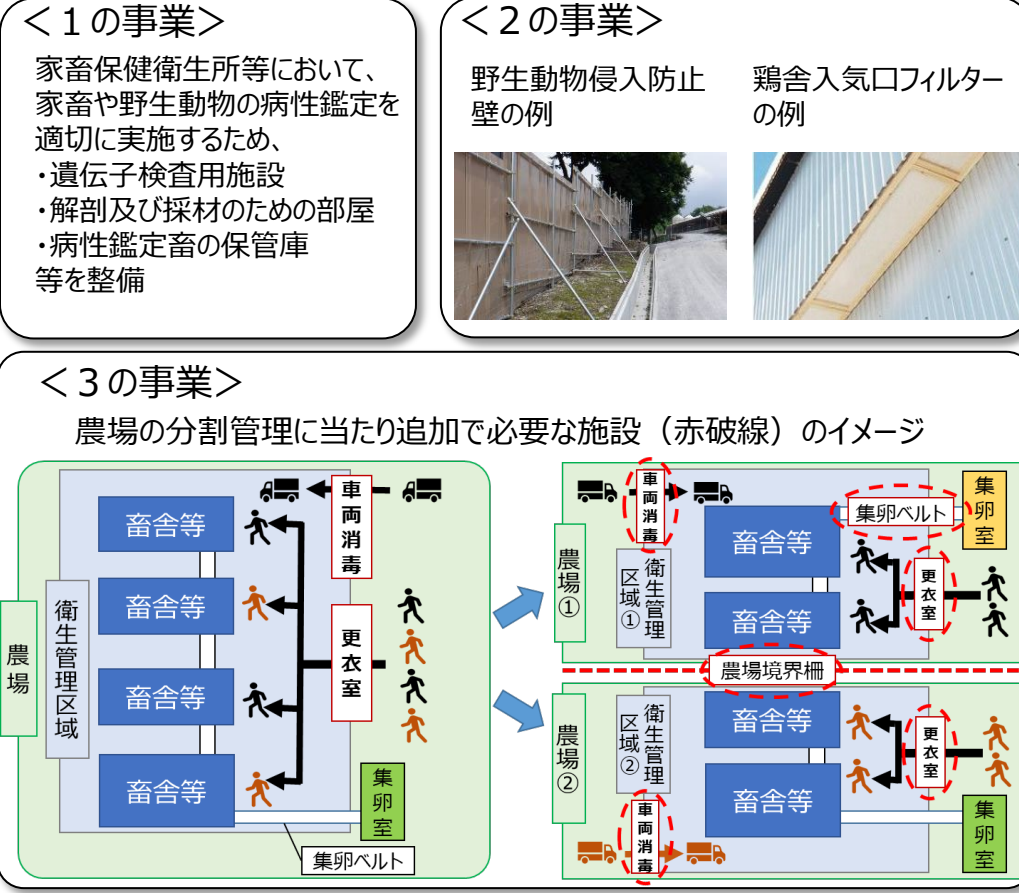 ＜１の事業＞
家畜保健衛生所等において、
家畜や野生動物の病性鑑定を
適切に実施するため、
・遺伝子検査用施設
・解剖及び採材のための部屋
・病性鑑定畜の保管庫
等を整備
＜２の事業＞
野生動物侵入防止
壁の例
鶏舎入気口フィルター
の例
＜３の事業＞
農場の分割管理に当たり追加で必要な施設（赤破線）のイメージ
農場
衛生管理区域
畜舎等
畜舎等
畜舎等
畜舎等
車両消毒
更衣室
集卵室
集卵ベルト
農場①
衛生管理
区域①
車両消毒
畜舎等
畜舎等
集卵ベルト
集卵室
更衣室
農場境界柵
農場②
衛生管理
区域②
車両消毒
畜舎等
畜舎等
更衣室
集卵室